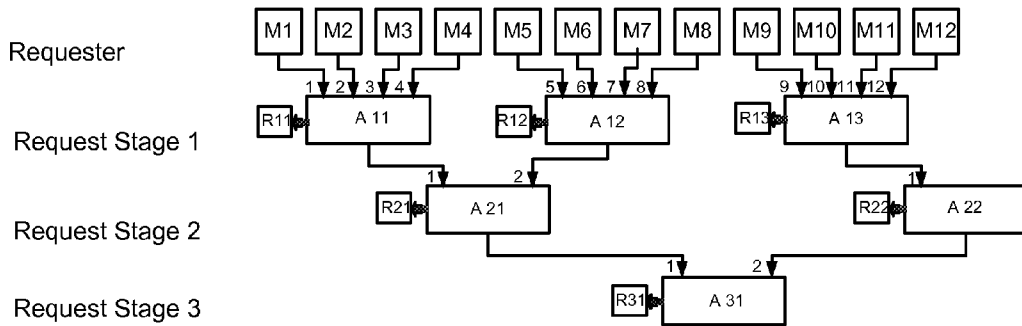 M1 M2 M3 M4 M5 M6 M7 M8 M9 M10 M11 M12
Requester
1 2 3 4 5 6 7 8 9 10 11 12
R11 A 11 R12 A 12 R13 A 13
Request Stage 1
1 2 1
R21 A 21 R22 A 22
Request Stage 2
1 2
R31 A 31
Request Stage 3